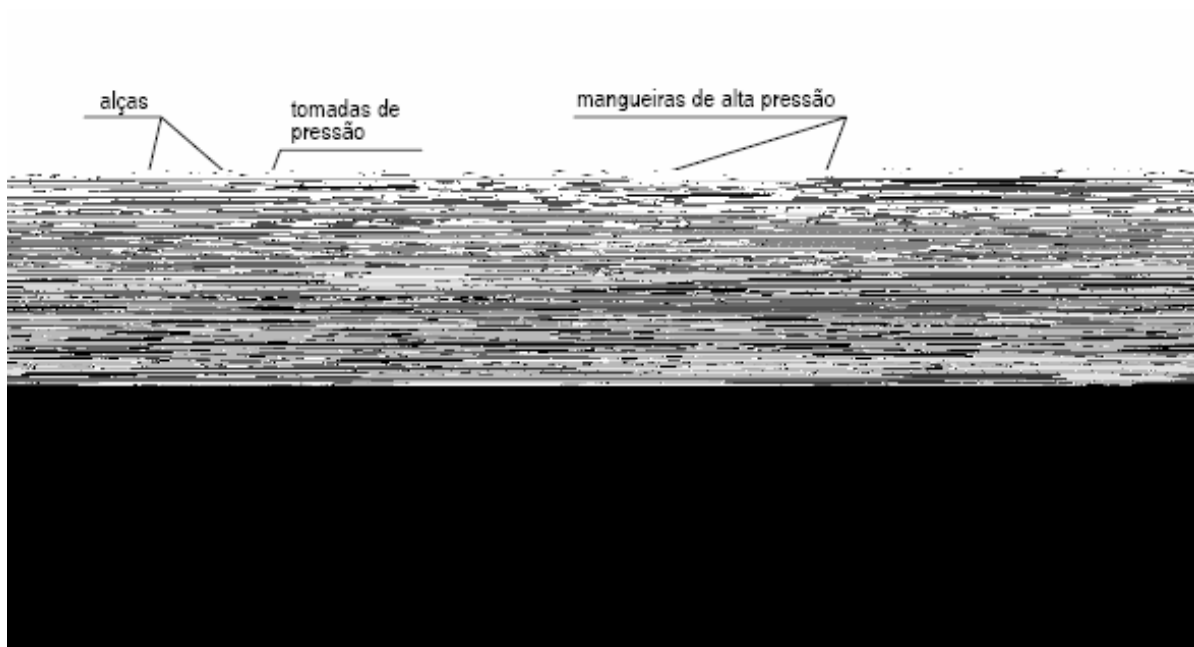 alças
tomadas de
pressão
mangueiras de alta pressão